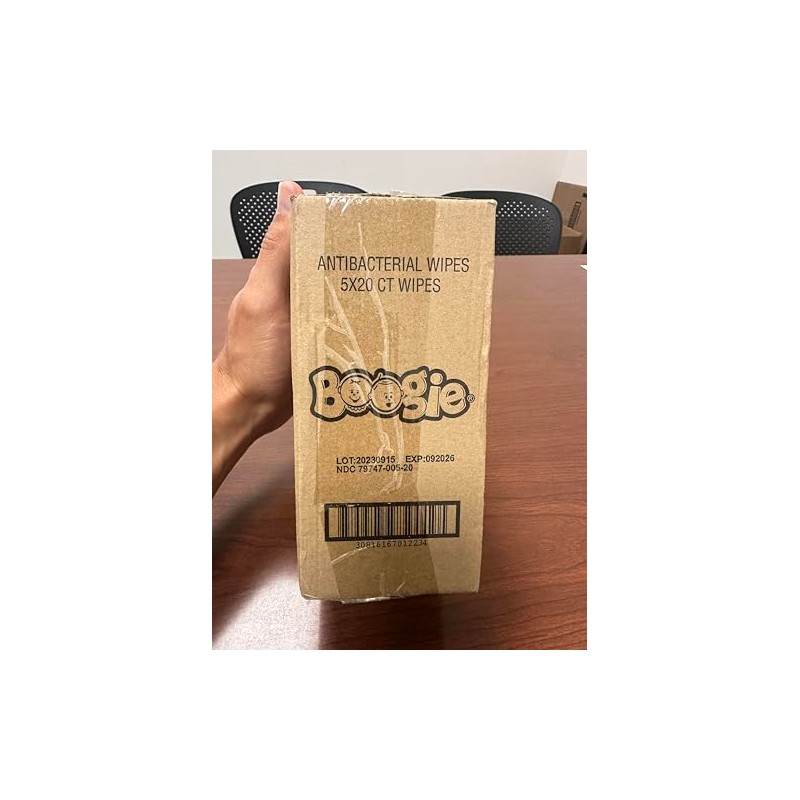 ANTIBACTERIAL WIPES
5X20 CT WIPES
Boogie®
LOT:20230915 EXP:092026
NDC 79747-005-20
30816167012234